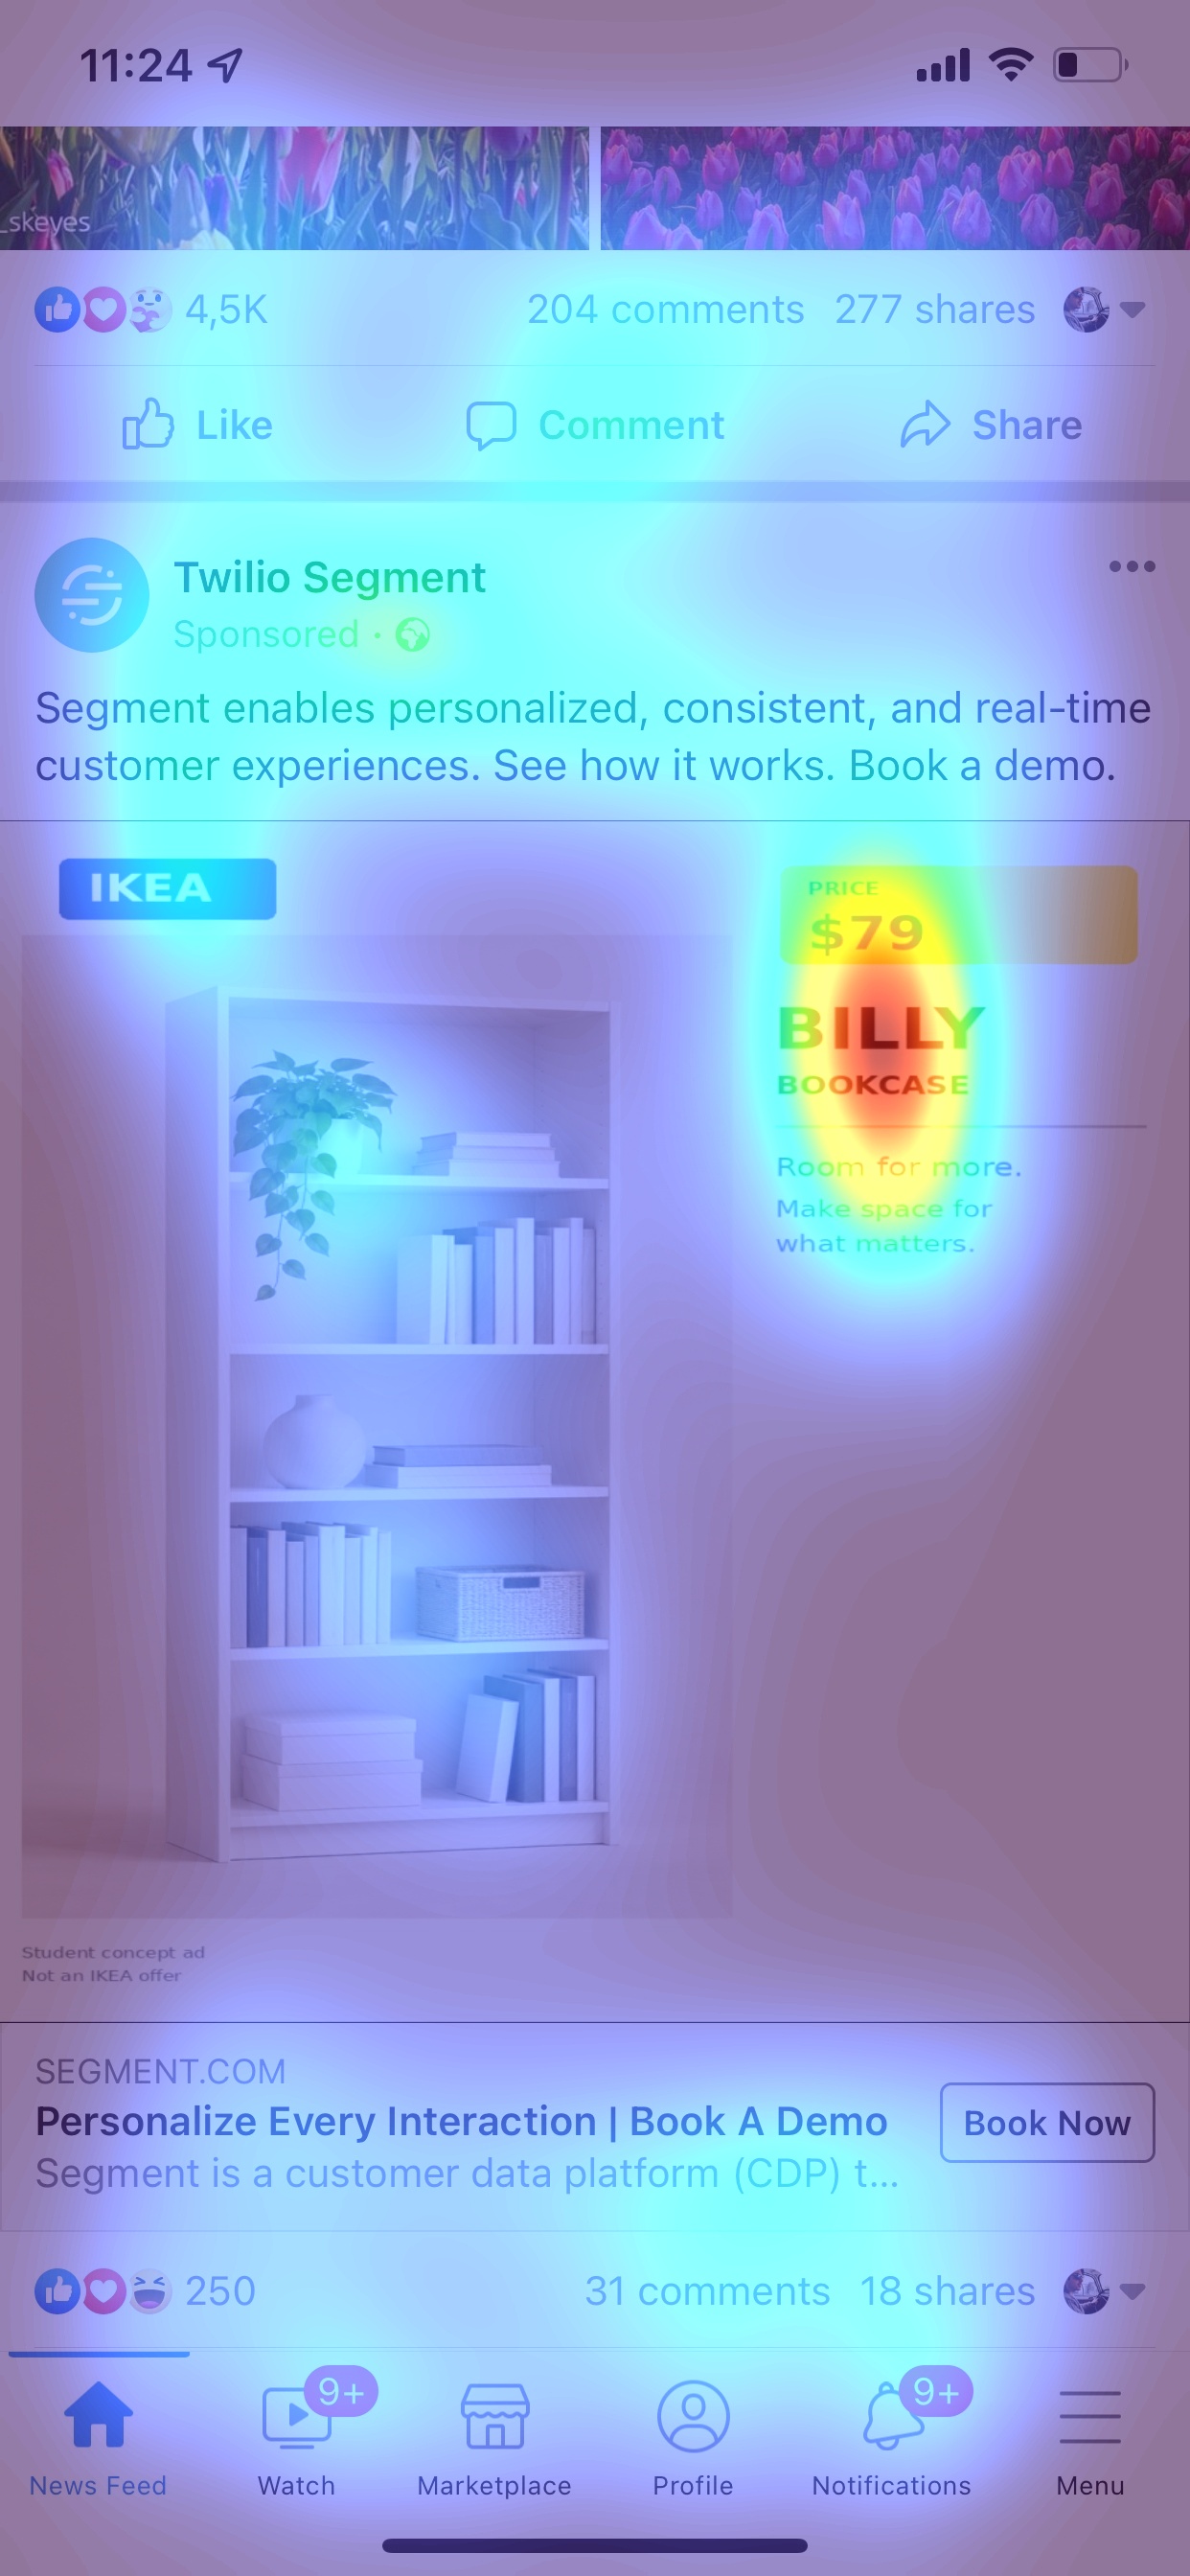 11:24
_skeyes
4,5K 204 comments 277 shares
Like Comment Share
Twilio Segment
Sponsored ·
Segment enables personalized, consistent, and real-time
customer experiences. See how it works. Book a demo.
IKEA
PRICE
$79
BILLY
BOOKCASE
Room for more.
Make space for
what matters.
Student concept ad
Not an IKEA offer
SEGMENT.COM
Personalize Every Interaction | Book A Demo
Book Now
Segment is a customer data platform (CDP) t...
250 31 comments 18 shares
9+ 9+
News Feed Watch Marketplace Profile Notifications Menu